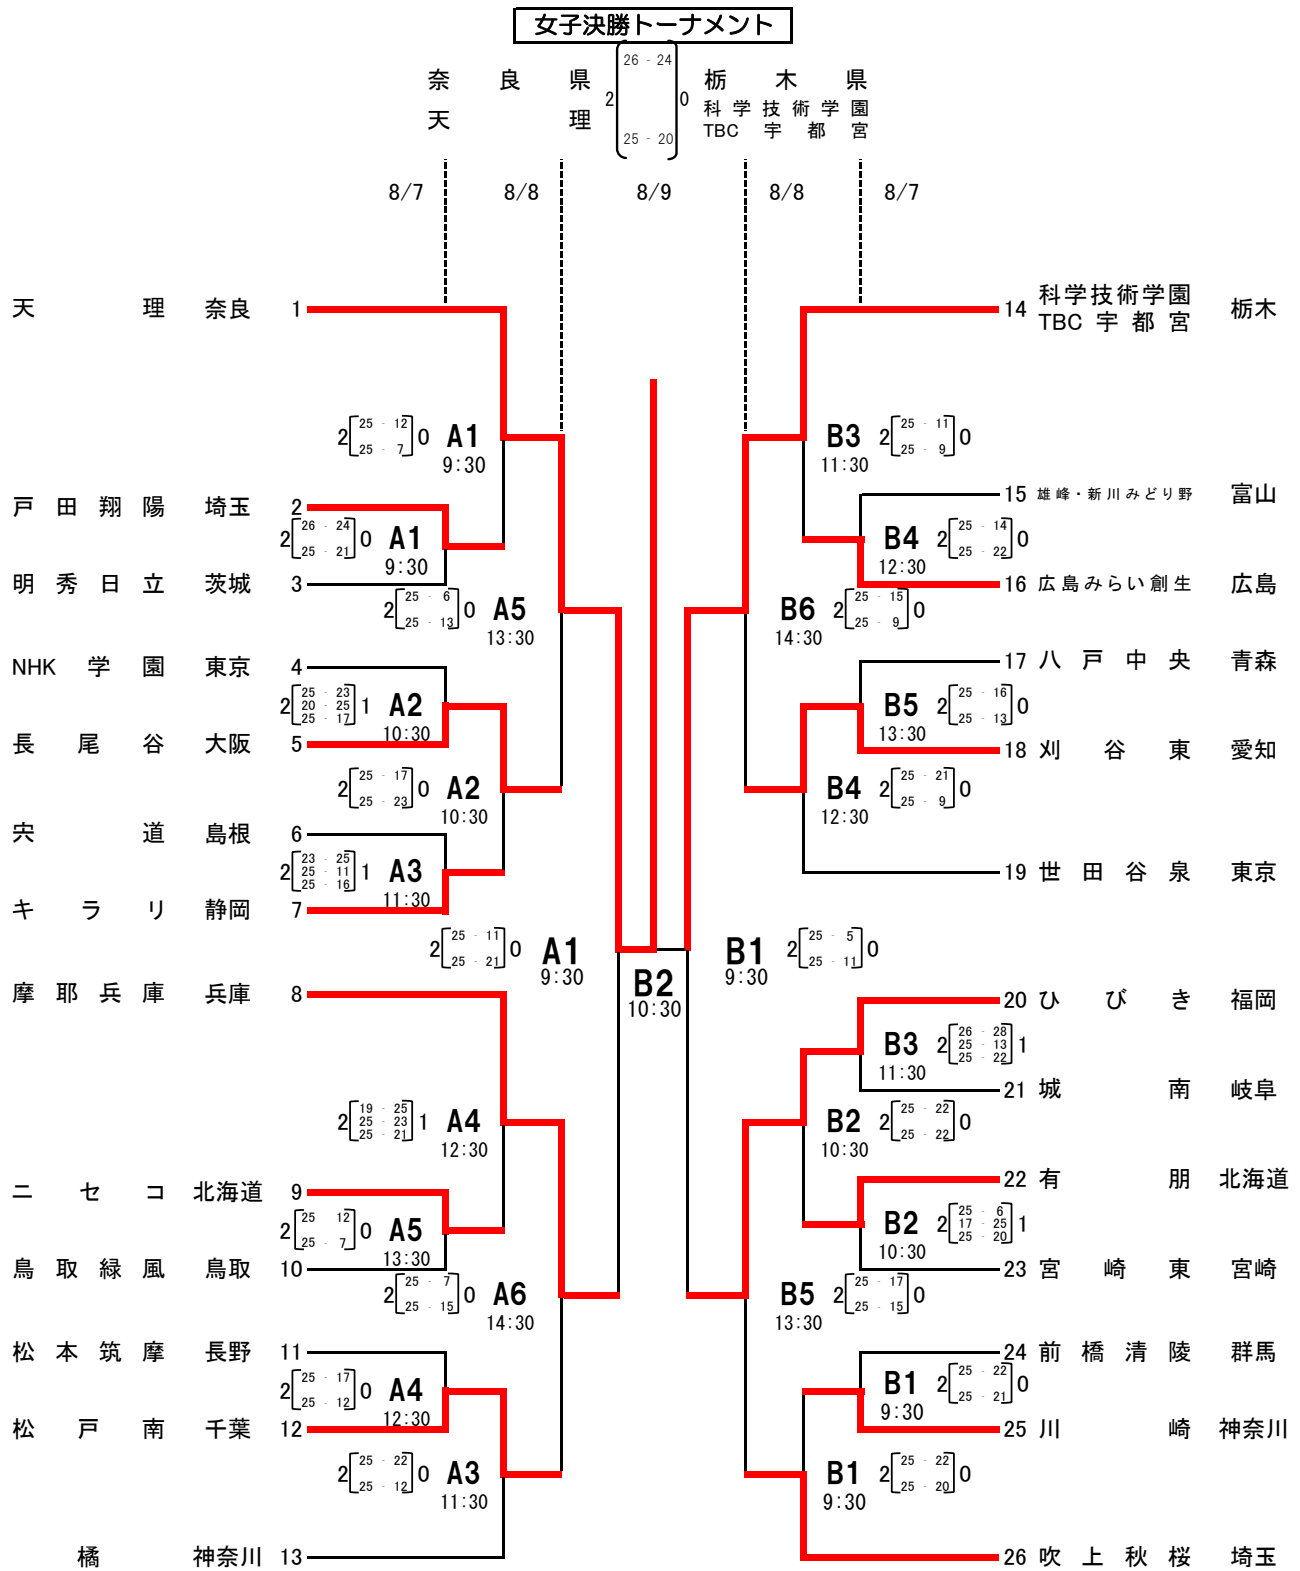 女子決勝トーナメント
奈良県 2 26 - 24 0 栃木県
天理 25 - 20 科学技術学園
TBC 宇都宮
8/7 8/8 8/9 8/8 8/7
天理 奈良 1
2 25 - 12 0 A1
25 - 7 9:30
戸田翔陽 埼玉 2
2 26 - 24 0 A1
25 - 21 9:30
明秀日立 茨城 3
2 25 - 6 0 A5
25 - 13 13:30
NHK学園 東京 4
2 25 - 23 1 A2
20 - 25
25 - 17 10:30
長尾谷 大阪 5
2 25 - 17 0 A2
25 - 23 10:30
宍道 島根 6
2 23 - 25 1 A3
25 - 11
25 - 16 11:30
キラリ 静岡 7
2 25 - 11 0 A1
25 - 21 9:30
摩耶兵庫 兵庫 8
2 19 - 25 1 A4
25 - 23
25 - 21 12:30
ニセコ 北海道 9
2 25 12 0 A5
25 - 7 13:30
鳥取緑風 鳥取 10
2 25 - 7 0 A6
25 - 15 14:30
松本筑摩 長野 11
2 25 - 17 0 A4
25 - 12 12:30
松戸南 千葉 12
2 25 - 22 0 A3
25 - 12 11:30
橘 神奈川 13
B2
10:30
14 科学技術学園 栃木
TBC 宇都宮
B3 2 25 - 11 0
11:30 25 - 9
15 雄峰・新川みどり野 富山
B4 2 25 - 14 0
12:30 25 - 22
16 広島みらい創生 広島
B6 2 25 - 15 0
14:30 25 - 9
17 八戸中央 青森
B5 2 25 - 16 0
13:30 25 - 13
18 刈谷東 愛知
B4 2 25 - 21 0
12:30 25 - 9
19 世田谷泉 東京
B1 2 25 - 5 0
9:30 25 - 11
20 ひびき 福岡
B3 2 26 - 28 1
25 - 13
11:30 25 - 22
21 城南 岐阜
B2 2 25 - 22 0
10:30 25 - 22
22 有朋 北海道
B2 2 25 - 6 1
17 - 25
10:30 25 - 20
23 宮崎東 宮崎
B5 2 25 - 17 0
13:30 25 - 15
24 前橋清陵 群馬
B1 2 25 - 22 0
9:30 25 - 21
25 川崎 神奈川
B1 2 25 - 22 0
9:30 25 - 20
26 吹上秋桜 埼玉